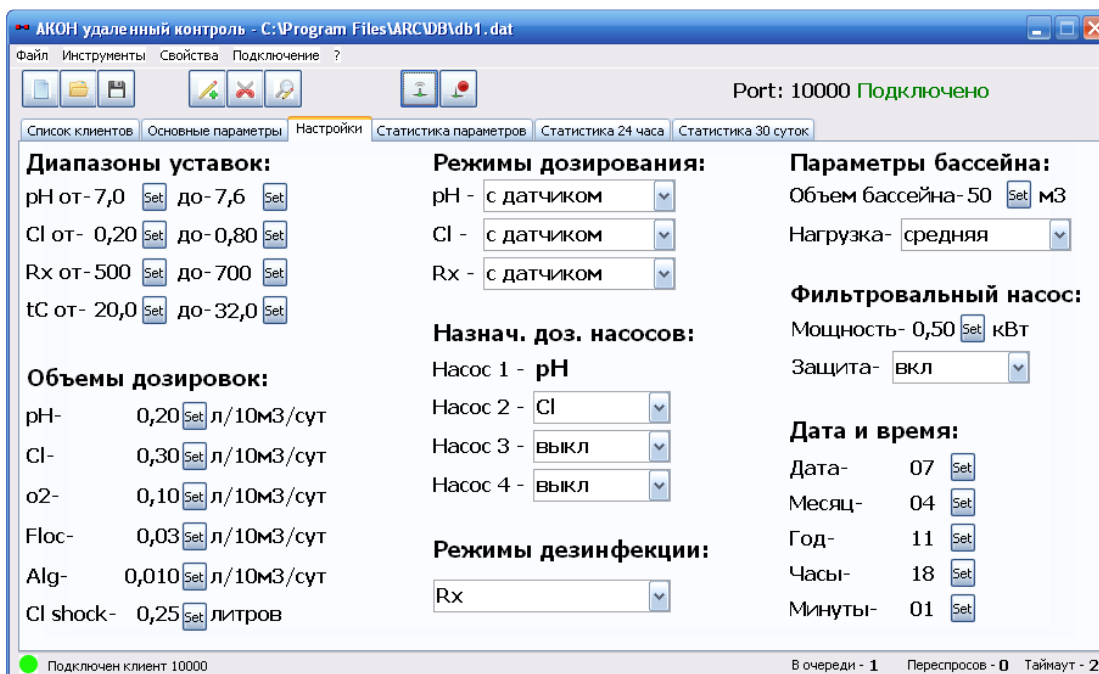 АКОН удаленный контроль - C:\Program Files\ARC\DB\db1.dat
Файл Инструменты Свойства Подключение ?
Port: 10000 Подключено
Список клиентов Основные параметры Настройки Статистика параметров Статистика 24 часа Статистика 30 суток
Диапазоны уставок:
pH от- 7,0 Set до- 7,6 Set
Cl от- 0,20 Set до- 0,80 Set
Rx от- 500 Set до- 700 Set
tC от- 20,0 Set до- 32,0 Set
Объемы дозировок:
pH- 0,20 Set л/10м3/сут
Cl- 0,30 Set л/10м3/сут
o2- 0,10 Set л/10м3/сут
Floc- 0,03 Set л/10м3/сут
Alg- 0,010 Set л/10м3/сут
Cl shock- 0,25 Set литров
Режимы дозирования:
pH - с датчиком
Cl - с датчиком
Rx - с датчиком
Назнач. доз. насосов:
Насос 1 - pH
Насос 2 - Cl
Насос 3 - выкл
Насос 4 - выкл
Режимы дезинфекции:
Rx
Параметры бассейна:
Объем бассейна- 50 Set м3
Нагрузка- средняя
Фильтровальный насос:
Мощность- 0,50 Set кВт
Защита- вкл
Дата и время:
Дата- 07 Set
Месяц- 04 Set
Год- 11 Set
Часы- 18 Set
Минуты- 01 Set
Подключен клиент 10000
В очереди - 1 Переспросов - 0 Таймаут - 2